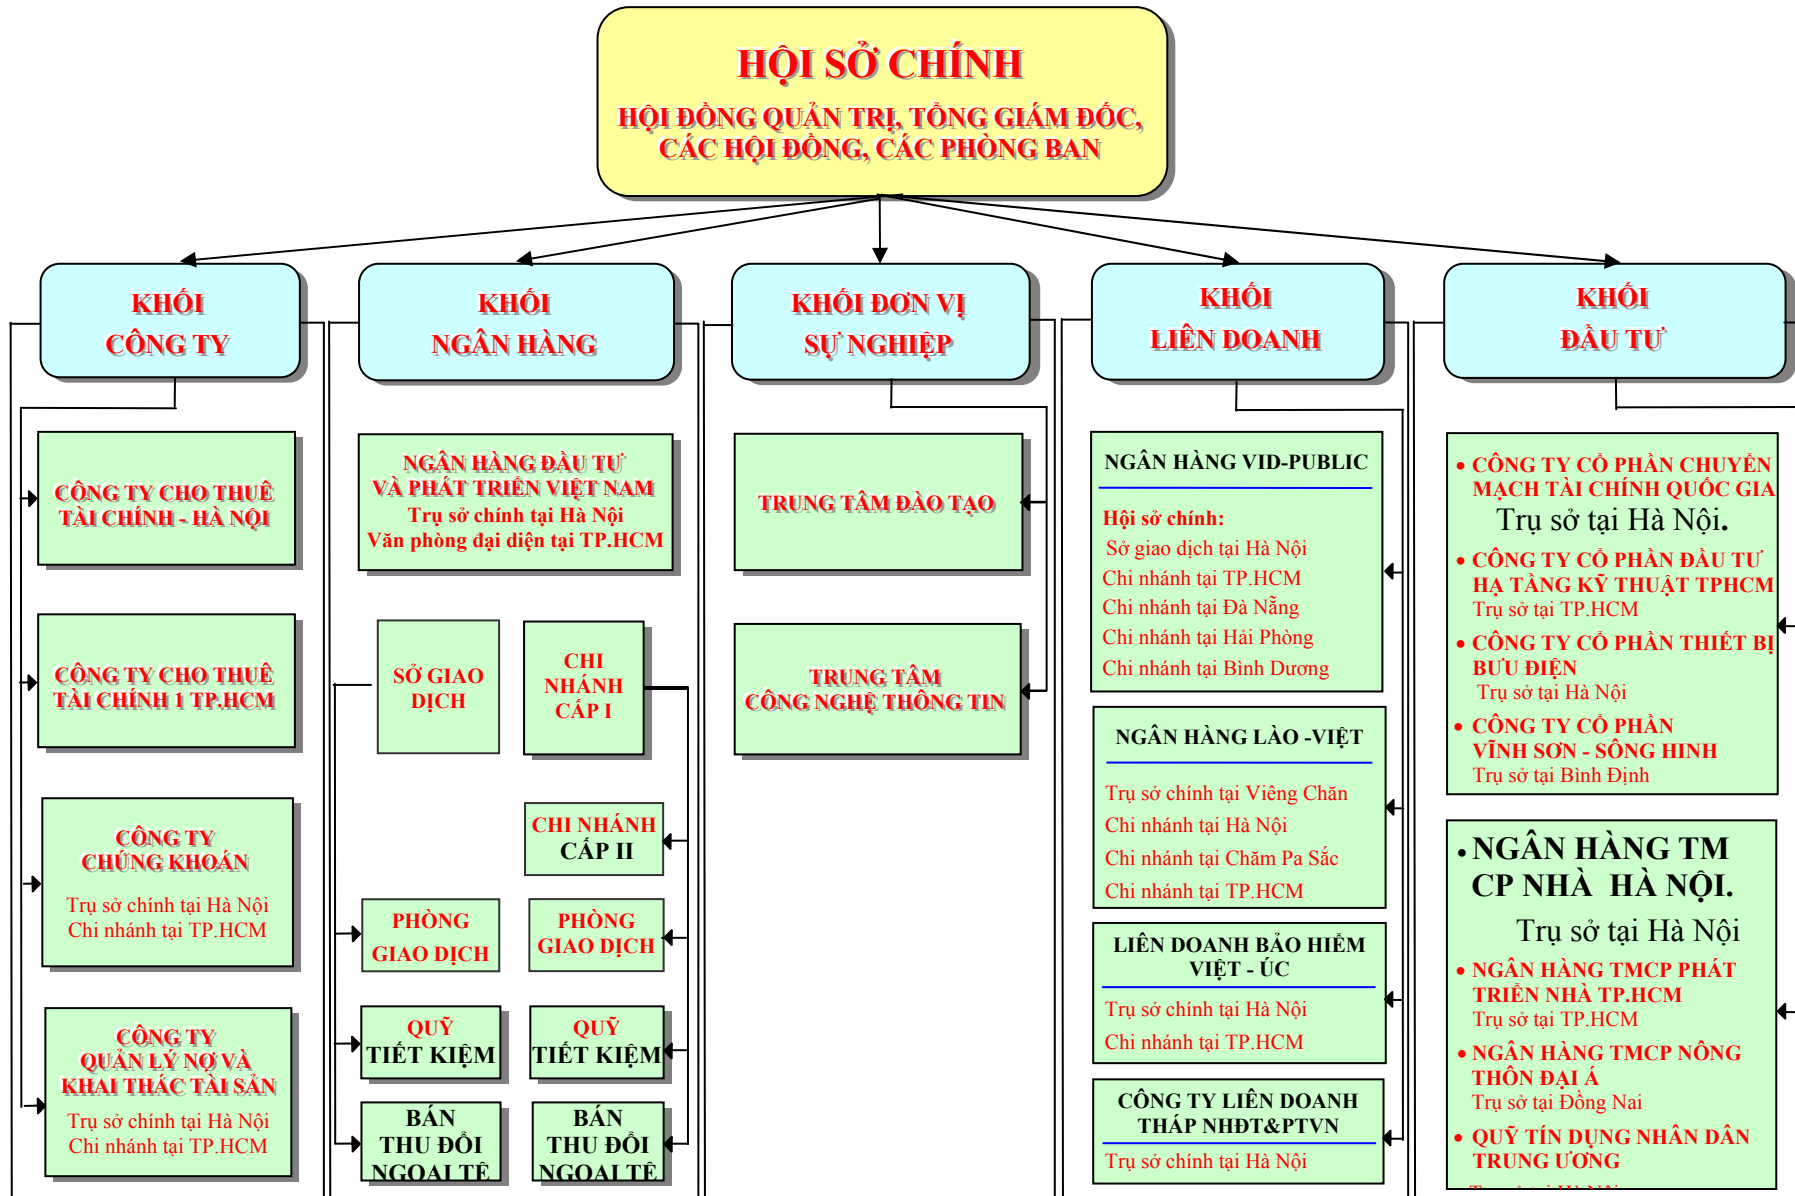 HỘI SỞ CHÍNH
HỘI ĐỒNG QUẢN TRỊ, TỔNG GIÁM ĐỐC,
CÁC HỘI ĐỒNG, CÁC PHÒNG BAN
KHỐI
CÔNG TY
CÔNG TY CHO THUÊ
TÀI CHÍNH - HÀ NỘI
CÔNG TY CHO THUÊ
TÀI CHÍNH 1 TP.HCM
CÔNG TY
CHỨNG KHOÁN
Trụ sở chính tại Hà Nội
Chi nhánh tại TP.HCM
CÔNG TY
QUẢN LÝ NỢ VÀ
KHAI THÁC TÀI SẢN
Trụ sở chính tại Hà Nội
Chi nhánh tại TP.HCM
KHỐI
NGÂN HÀNG
NGÂN HÀNG ĐẦU TƯ
VÀ PHÁT TRIỂN VIỆT NAM
Trụ sở chính tại Hà Nội
Văn phòng đại diện tại TP.HCM
SỞ GIAO
DỊCH
PHÒNG
GIAO DỊCH
QUỸ
TIẾT KIỆM
BÁN
THU ĐỔI
NGOẠI TỆ
CHI
NHÁNH
CẤP I
CHI NHÁNH
CẤP II
PHÒNG
GIAO DỊCH
QUỸ
TIẾT KIỆM
BÁN
THU ĐỔI
NGOẠI TỆ
KHỐI ĐƠN VỊ
SỰ NGHIỆP
TRUNG TÂM ĐÀO TẠO
TRUNG TÂM
CÔNG NGHỆ THÔNG TIN
KHỐI
LIÊN DOANH
NGÂN HÀNG VID-PUBLIC
Hội sở chính:
Sở giao dịch tại Hà Nội
Chi nhánh tại TP.HCM
Chi nhánh tại Đà Nẵng
Chi nhánh tại Hải Phòng
Chi nhánh tại Bình Dương
NGÂN HÀNG LÀO -VIỆT
Trụ sở chính tại Viêng Chăn
Chi nhánh tại Hà Nội
Chi nhánh tại Chăm Pa Sắc
Chi nhánh tại TP.HCM
LIÊN DOANH BẢO HIỂM
VIỆT - ÚC
Trụ sở chính tại Hà Nội
Chi nhánh tại TP.HCM
CÔNG TY LIÊN DOANH
THÁP NHĐT&PTVN
Trụ sở chính tại Hà Nội
KHỐI
ĐẦU TƯ
• CÔNG TY CỔ PHẦN CHUYỂN
MẠCH TÀI CHÍNH QUỐC GIA
Trụ sở tại Hà Nội.
• CÔNG TY CỔ PHẦN ĐẦU TƯ
HẠ TẦNG KỸ THUẬT TPHCM
Trụ sở tại TP.HCM
• CÔNG TY CỔ PHẦN THIẾT BỊ
BƯU ĐIỆN
Trụ sở tại Hà Nội
• CÔNG TY CỔ PHẦN
VĨNH SƠN - SÔNG HINH
Trụ sở tại Bình Định
• NGÂN HÀNG TM
CP NHÀ HÀ NỘI.
Trụ sở tại Hà Nội
• NGÂN HÀNG TMCP PHÁT
TRIỂN NHÀ TP.HCM
Trụ sở tại TP.HCM
• NGÂN HÀNG TMCP NÔNG
THÔN ĐẠI Á
Trụ sở tại Đồng Nai
• QUỸ TÍN DỤNG NHÂN DÂN
TRUNG ƯƠNG